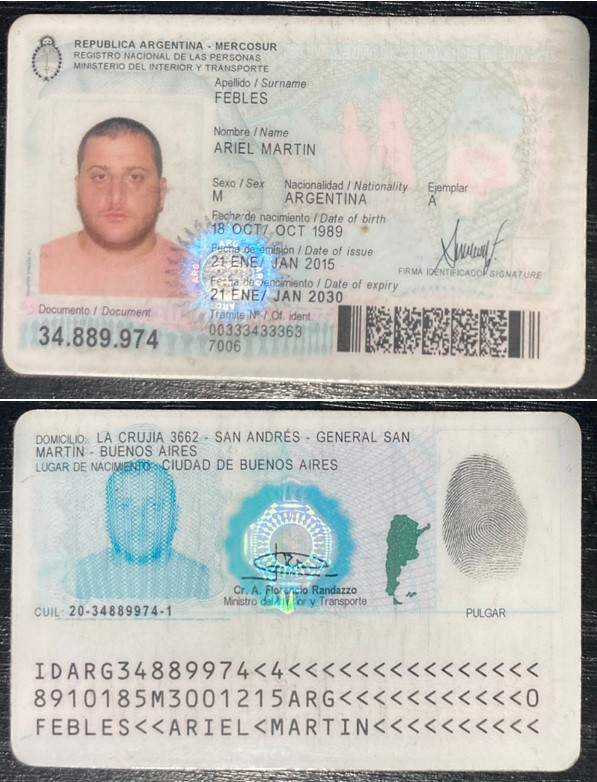 REPUBLICA ARGENTINA - MERCOSUR
REGISTRO NACIONAL DE LAS PERSONAS
MINISTERIO DEL INTERIOR Y TRANSPORTE
Apellido / Surname
FEBLES
Nombre / Name
ARIEL MARTIN
Sexo / Sex Nacionalidad / Nationality Ejemplar
M ARGENTINA A
Fecha de nacimiento / Date of birth
18 OCT/ OCT 1989
Fecha de emisión / Date of issue
21 ENE/ JAN 2015
FIRMA IDENTIFICADO/ SIGNATURE
Fecha de vencimiento / Date of expiry
21 ENE/ JAN 2030
Documento / Document
34.889.974
Tramite Nº / Of. ident.
00333433363
7006
DOMICILIO: LA CRUJIA 3662 - SAN ANDRÉS - GENERAL SAN
MARTIN - BUENOS AIRES
LUGAR DE NACIMIENTO: CIUDAD DE BUENOS AIRES
Cr. A. Florencio Randazzo
Ministro del Interior y Transporte
CUIL: 20-34889974-1
PULGAR
IDARG34889974<4<<<<<<<<<<<<<<<
8910185M3001215ARG<<<<<<<<<<<0
FEBLES<<ARIEL<MARTIN<<<<<<<<<<